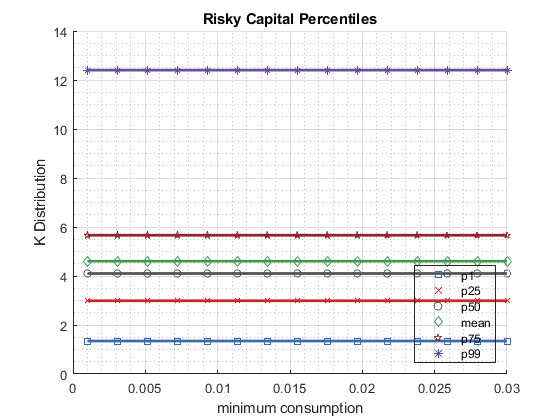 Risky Capital Percentiles
14
12
10
8
6
4
2
0
K Distribution
0
0.005
0.01
0.015
0.02
0.025
0.03
minimum consumption
p1
p25
p50
mean
p75
p99